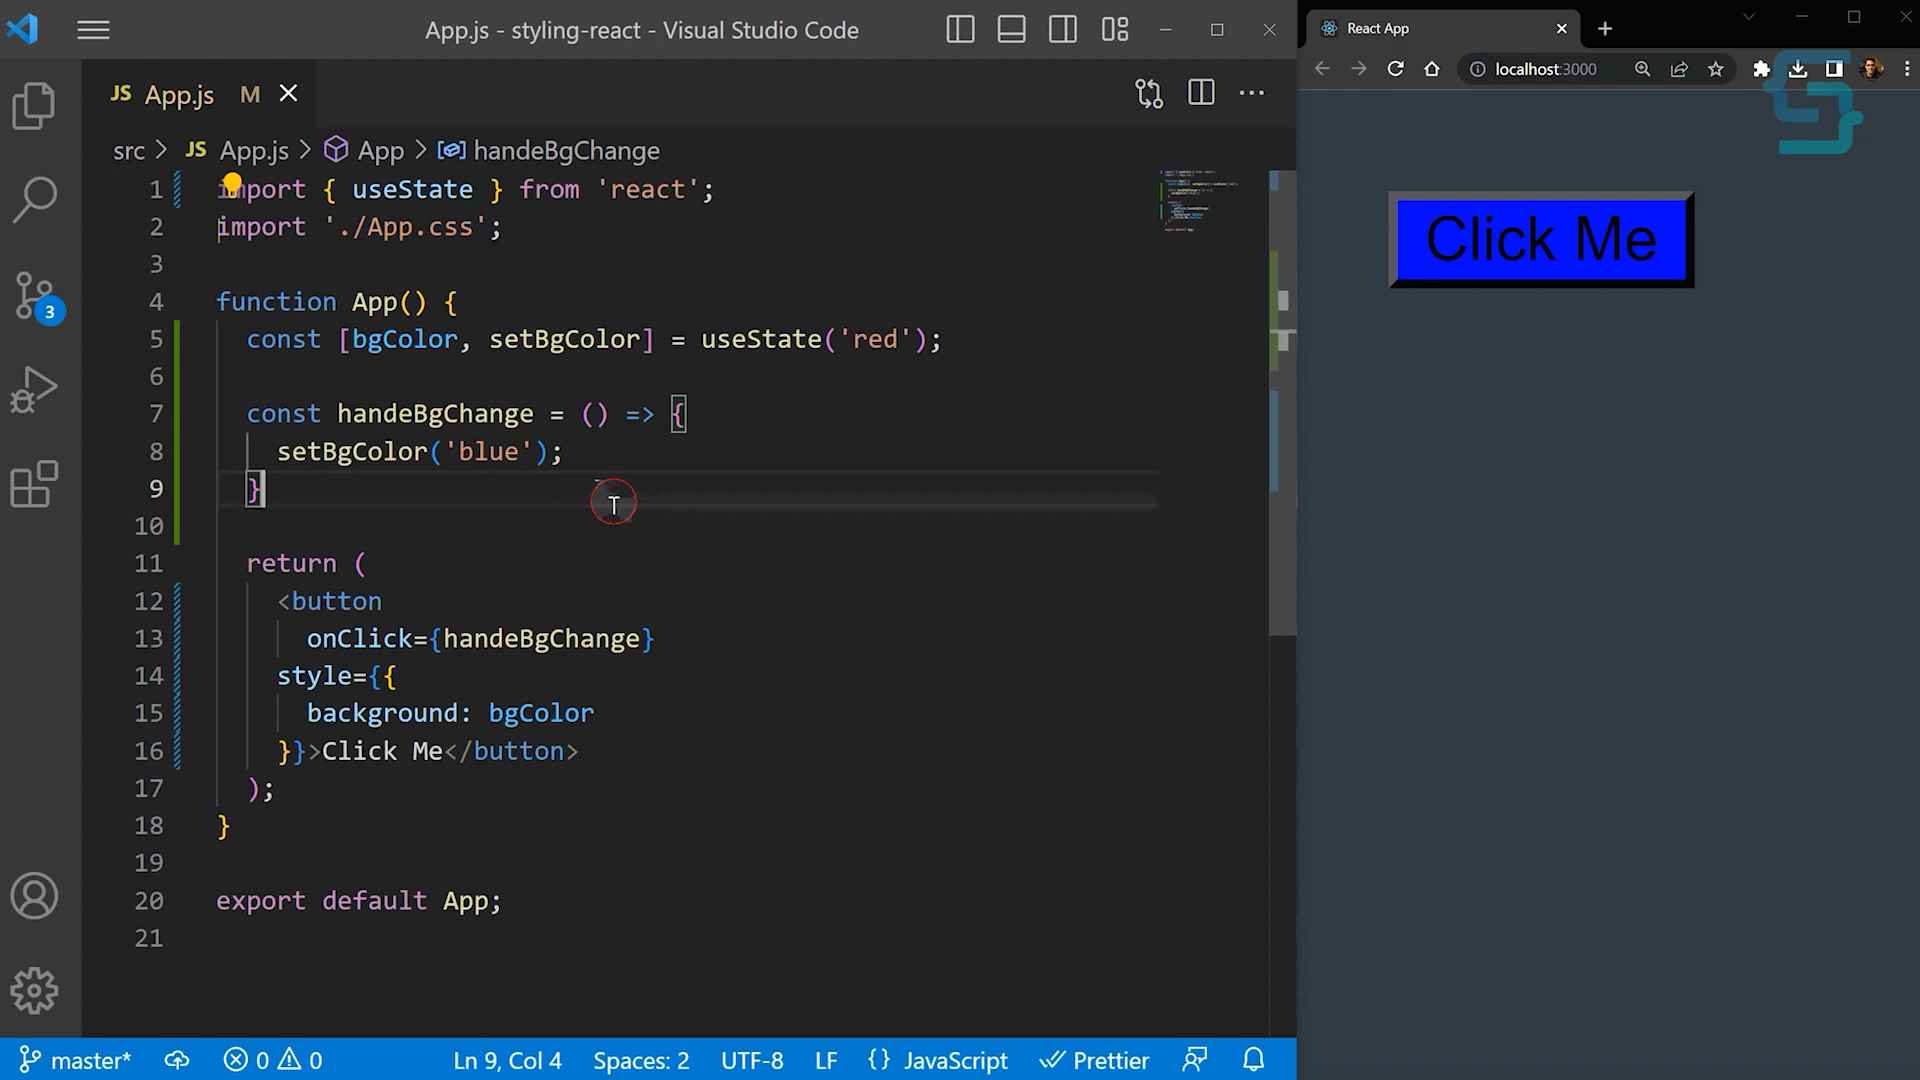 App.js - styling-react - Visual Studio Code
JS App.js M
src > JS App.js > App > handeBgChange
1 import { useState } from 'react';
2 import './App.css';
3
4 function App() {
5 const [bgColor, setBgColor] = useState('red');
6
7 const handeBgChange = () => {
8 setBgColor('blue');
9 }
10
11 return (
12 <button
13 onClick={handeBgChange}
14 style={{
15 background: bgColor
16 }}>Click Me</button>
17 );
18 }
19
20 export default App;
21
3
master* 0 0 Ln 9, Col 4 Spaces: 2 UTF-8 LF {} JavaScript Prettier
React App
localhost:3000
Click Me